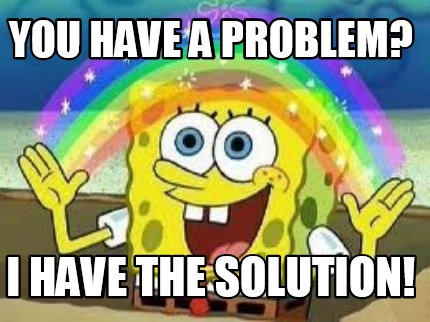 YOU HAVE A PROBLEM?
I HAVE THE SOLUTION!